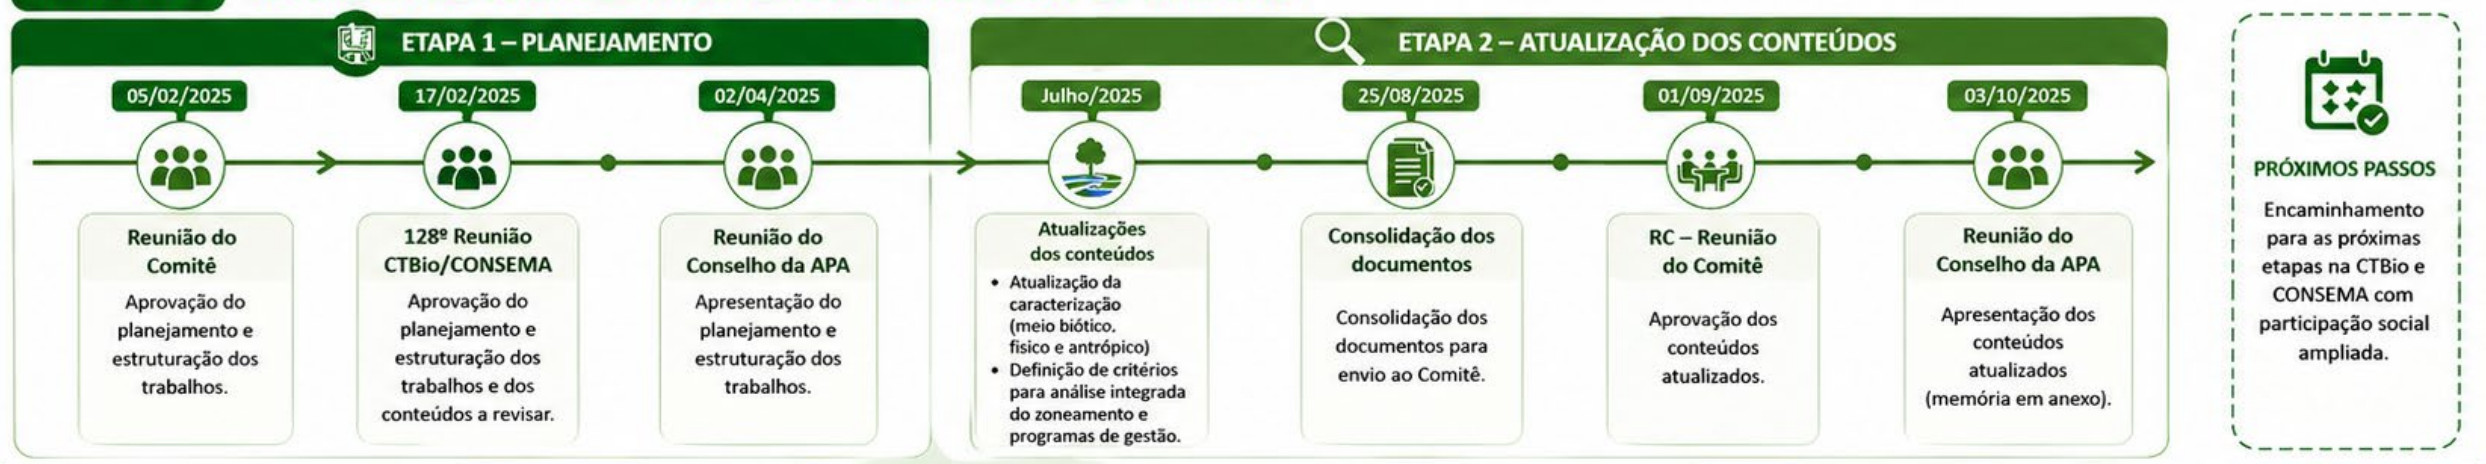 ETAPA 1 – PLANEJAMENTO
05/02/2025
Reunião do
Comitê
Aprovação do
planejamento e
estruturação dos
trabalhos.
17/02/2025
128º Reunião
CTBio/CONSEMA
Aprovação do
planejamento e
estruturação dos
trabalhos e dos
conteúdos a revisar.
02/04/2025
Reunião do
Conselho da APA
Apresentação do
planejamento e
estruturação dos
trabalhos.
ETAPA 2 – ATUALIZAÇÃO DOS CONTEÚDOS
Julho/2025
Atualizações
dos conteúdos
• Atualização da
caracterização
(meio biótico,
fisico e antrópico)
• Definição de critérios
para análise integrada
do zoneamento e
programas de gestão.
25/08/2025
Consolidação dos
documentos
Consolidação dos
documentos para
envio ao Comitê.
01/09/2025
RC – Reunião
do Comitê
Aprovação dos
conteúdos
atualizados.
03/10/2025
Reunião do
Conselho da APA
Apresentação dos
conteúdos
atualizados
(memória em anexo).
PRÓXIMOS PASSOS
Encaminhamento
para as próximas
etapas na CTBio e
CONSEMA com
participação social
ampliada.